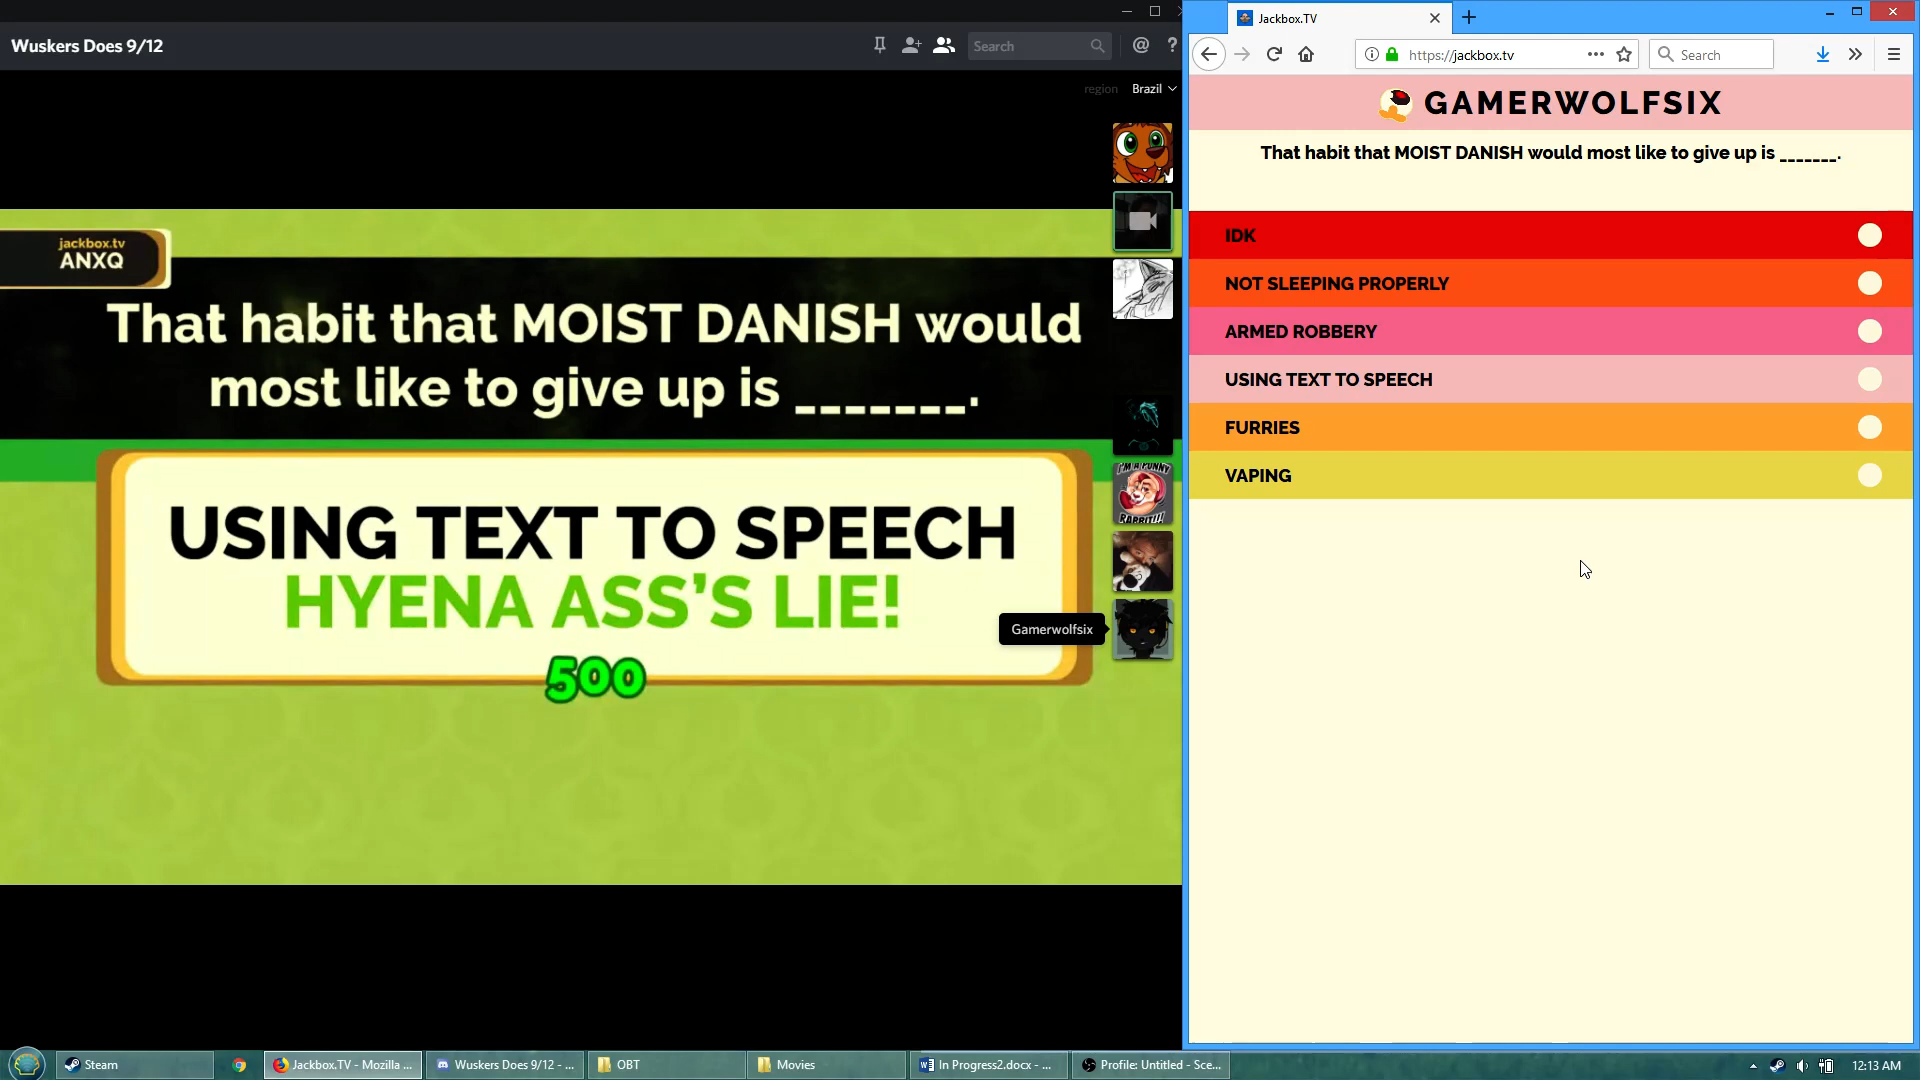 Wuskers Does 9/12
Search
@
?
region Brazil
jackbox.tv
ANXQ
That habit that MOIST DANISH would
most like to give up is _______.
USING TEXT TO SPEECH
HYENA ASS'S LIE!
500
I'M A FUNNY
RABBIT!!!
Gamerwolfsix
Jackbox.TV
https://jackbox.tv
Search
GAMERWOLFSIX
That habit that MOIST DANISH would most like to give up is _______.
IDK
NOT SLEEPING PROPERLY
ARMED ROBBERY
USING TEXT TO SPEECH
FURRIES
VAPING
Steam
Jackbox.TV - Mozilla ...
Wuskers Does 9/12 - ...
OBT
Movies
In Progress2.docx - ...
Profile: Untitled - Sce...
12:13 AM